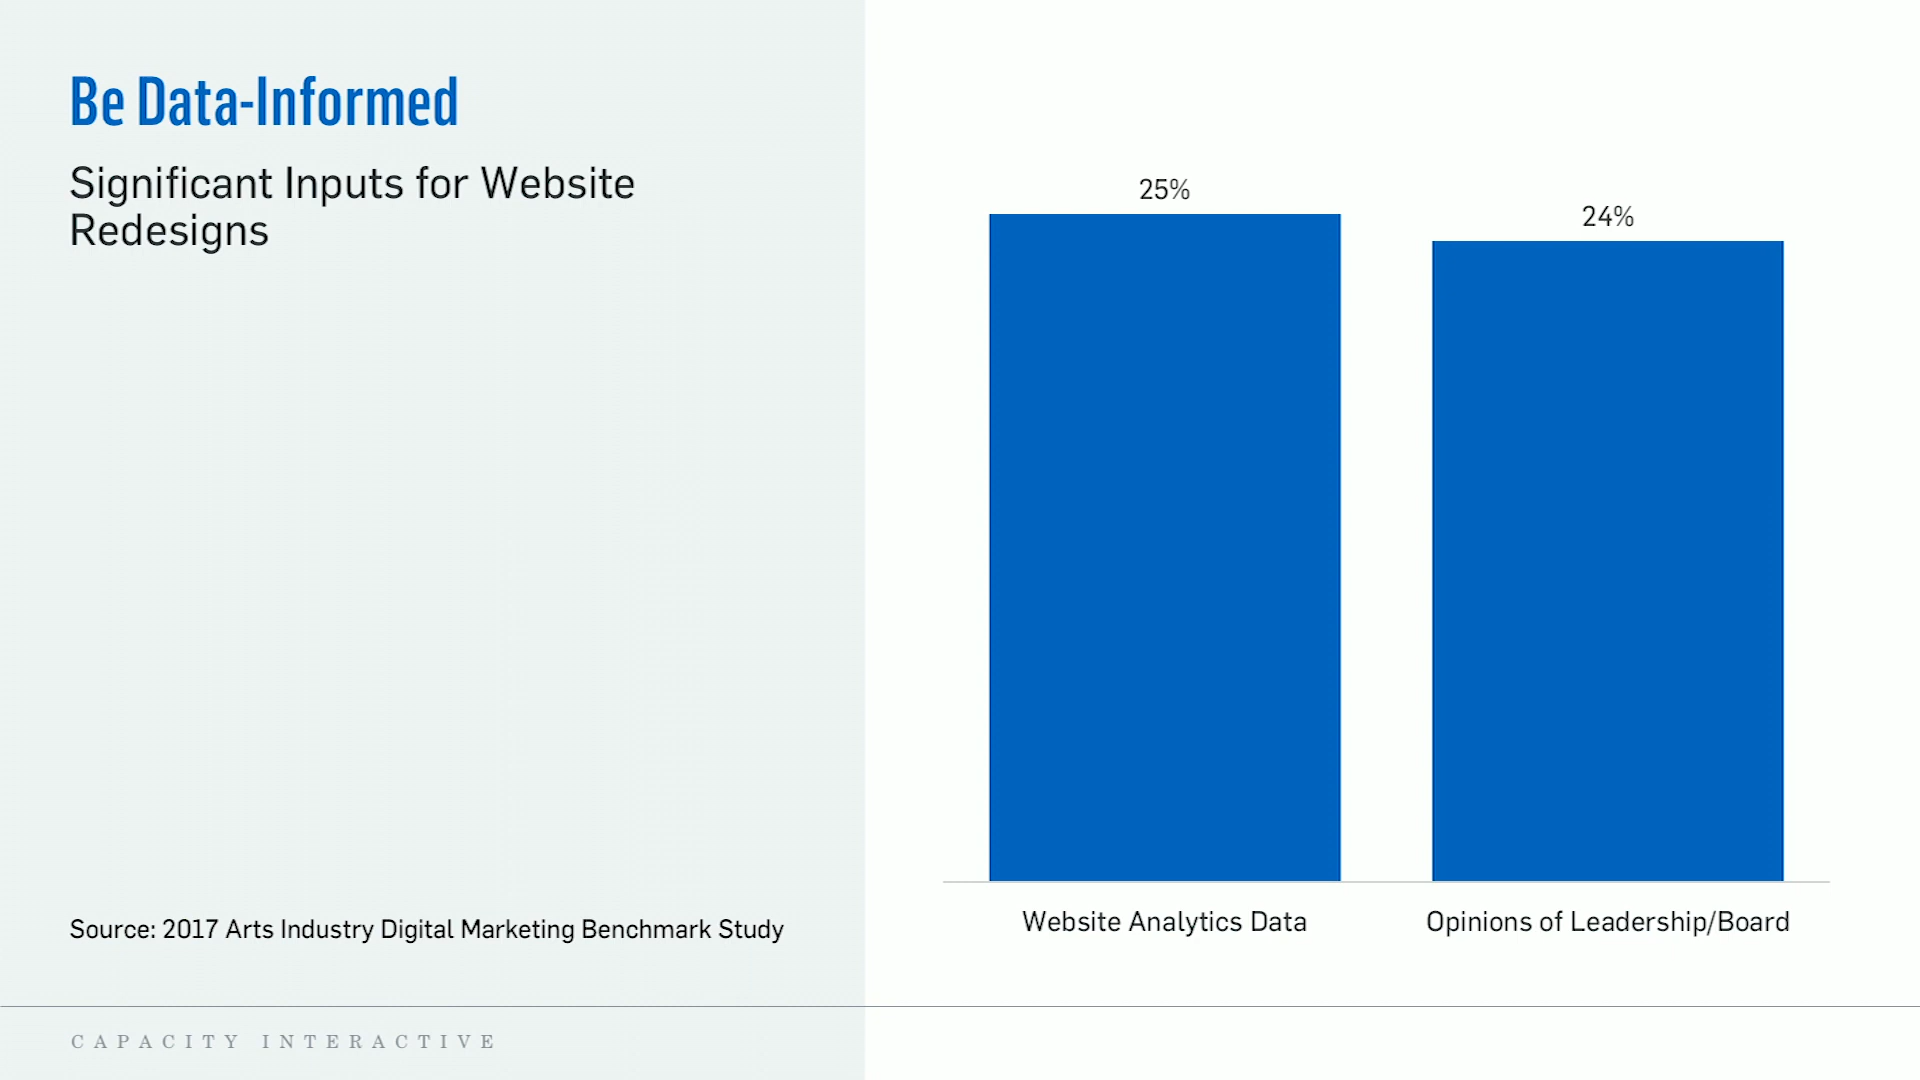 Be Data-Informed
Significant Inputs for Website
Redesigns
25%
24%
Website Analytics Data
Opinions of Leadership/Board
Source: 2017 Arts Industry Digital Marketing Benchmark Study
CAPACITY INTERACTIVE